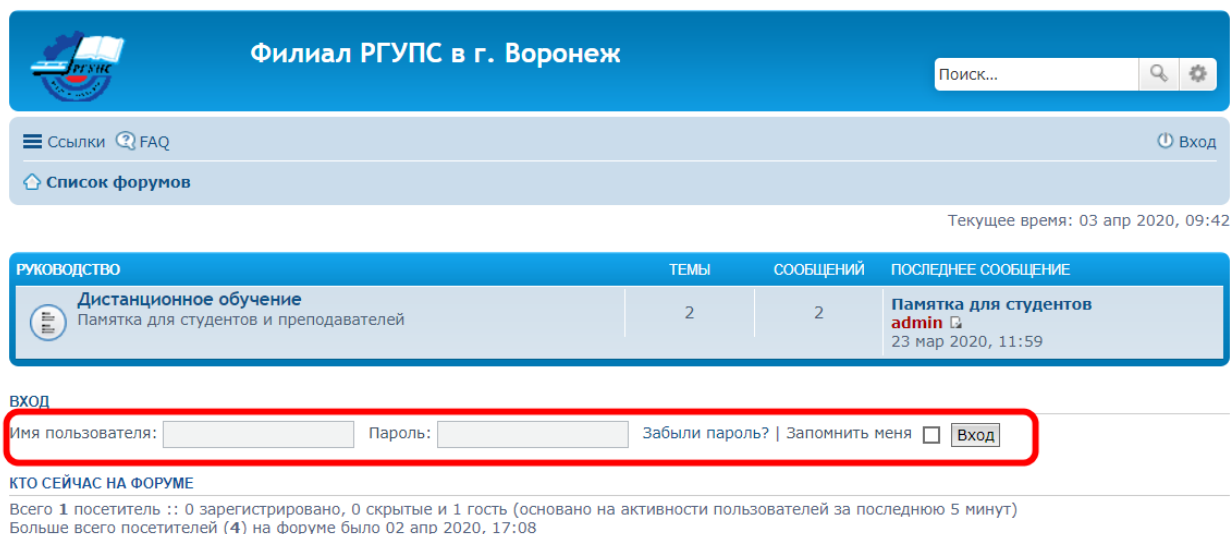 РГУПС
Филиал РГУПС в г. Воронеж
Поиск...
Ссылки FAQ
Вход
Список форумов
Текущее время: 03 апр 2020, 09:42
РУКОВОДСТВО ТЕМЫ СООБЩЕНИЙ ПОСЛЕДНЕЕ СООБЩЕНИЕ
Дистанционное обучение
Памятка для студентов и преподавателей
2
2
Памятка для студентов
admin
23 мар 2020, 11:59
ВХОД
Имя пользователя: Пароль: Забыли пароль? | Запомнить меня Вход
КТО СЕЙЧАС НА ФОРУМЕ
Всего 1 посетитель :: 0 зарегистрировано, 0 скрытые и 1 гость (основано на активности пользователей за последнюю 5 минут)
Больше всего посетителей (4) на форуме было 02 апр 2020, 17:08